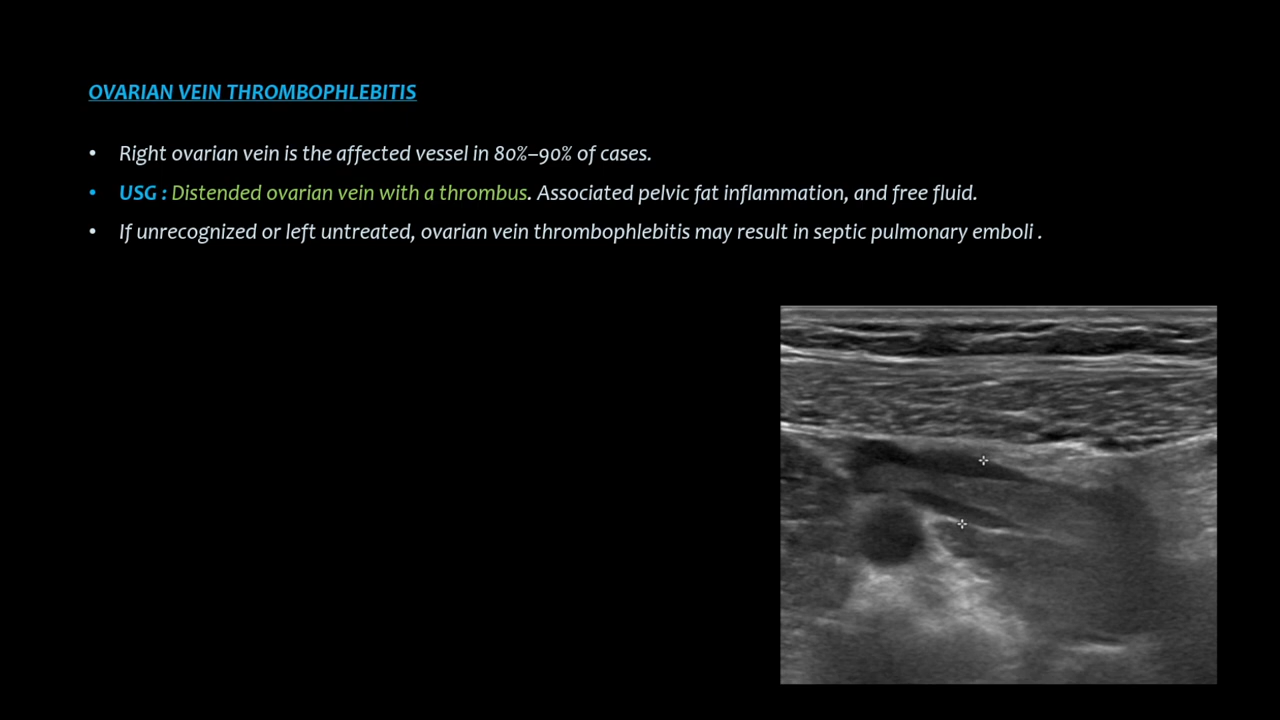 OVARIAN VEIN THROMBOPHLEBITIS
• Right ovarian vein is the affected vessel in 80%–90% of cases.
• USG : Distended ovarian vein with a thrombus. Associated pelvic fat inflammation, and free fluid.
• If unrecognized or left untreated, ovarian vein thrombophlebitis may result in septic pulmonary emboli .